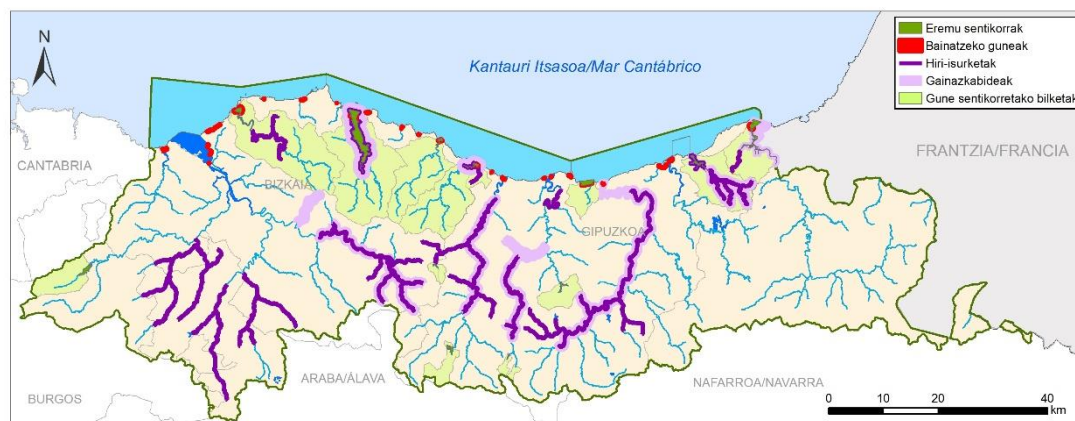 N
Kantauri Itsasoa/Mar Cantábrico
Eremu sentikorrak
Bainatzeko guneak
Hiri-isurketak
Gainazkabideak
Gune sentikorretako bilketak
CANTABRIA
FRANTZIA/FRANCIA
BIZKAIA
GIPUZKOA
ARABA/ÁLAVA
NAFARROA/NAVARRA
BURGOS
0 10 20 40
km